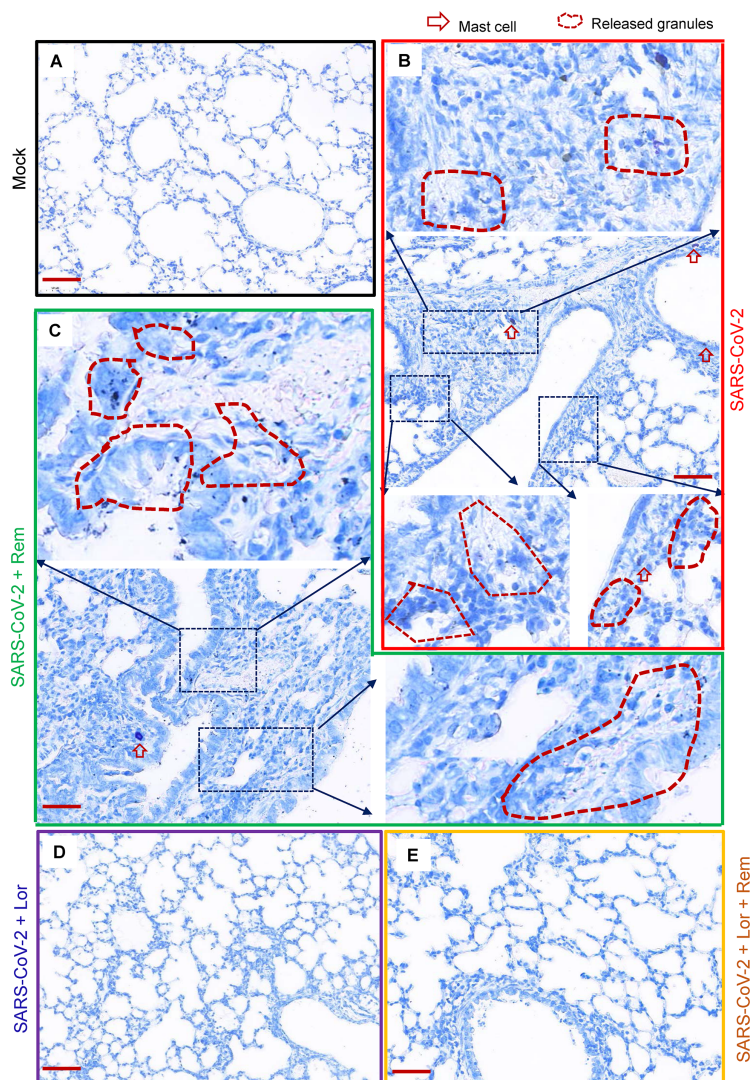 Mast cell
Released granules
A
B
Mock
SARS-CoV-2
C
SARS-CoV-2 + Rem
D
E
SARS-CoV-2 + Lor
SARS-CoV-2 + Lor + Rem